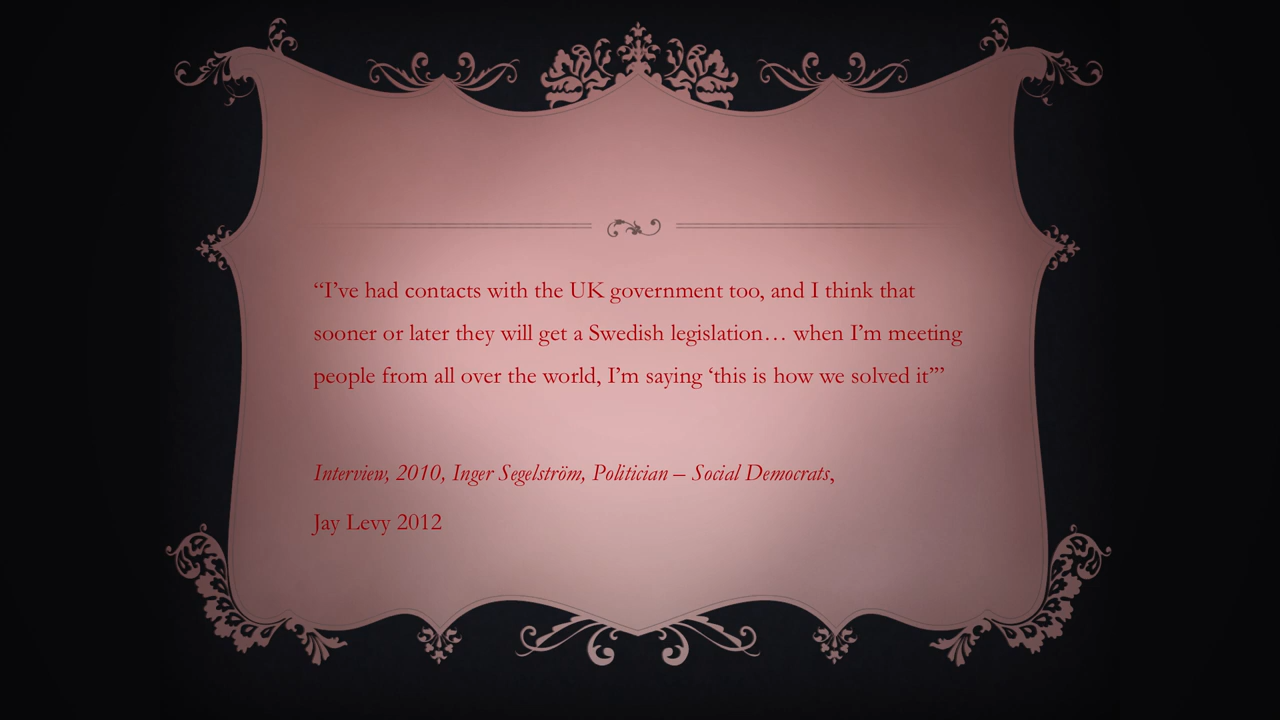 “I’ve had contacts with the UK government too, and I think that
sooner or later they will get a Swedish legislation… when I’m meeting
people from all over the world, I’m saying ‘this is how we solved it’”
Interview, 2010, Inger Segelström, Politician – Social Democrats,
Jay Levy 2012